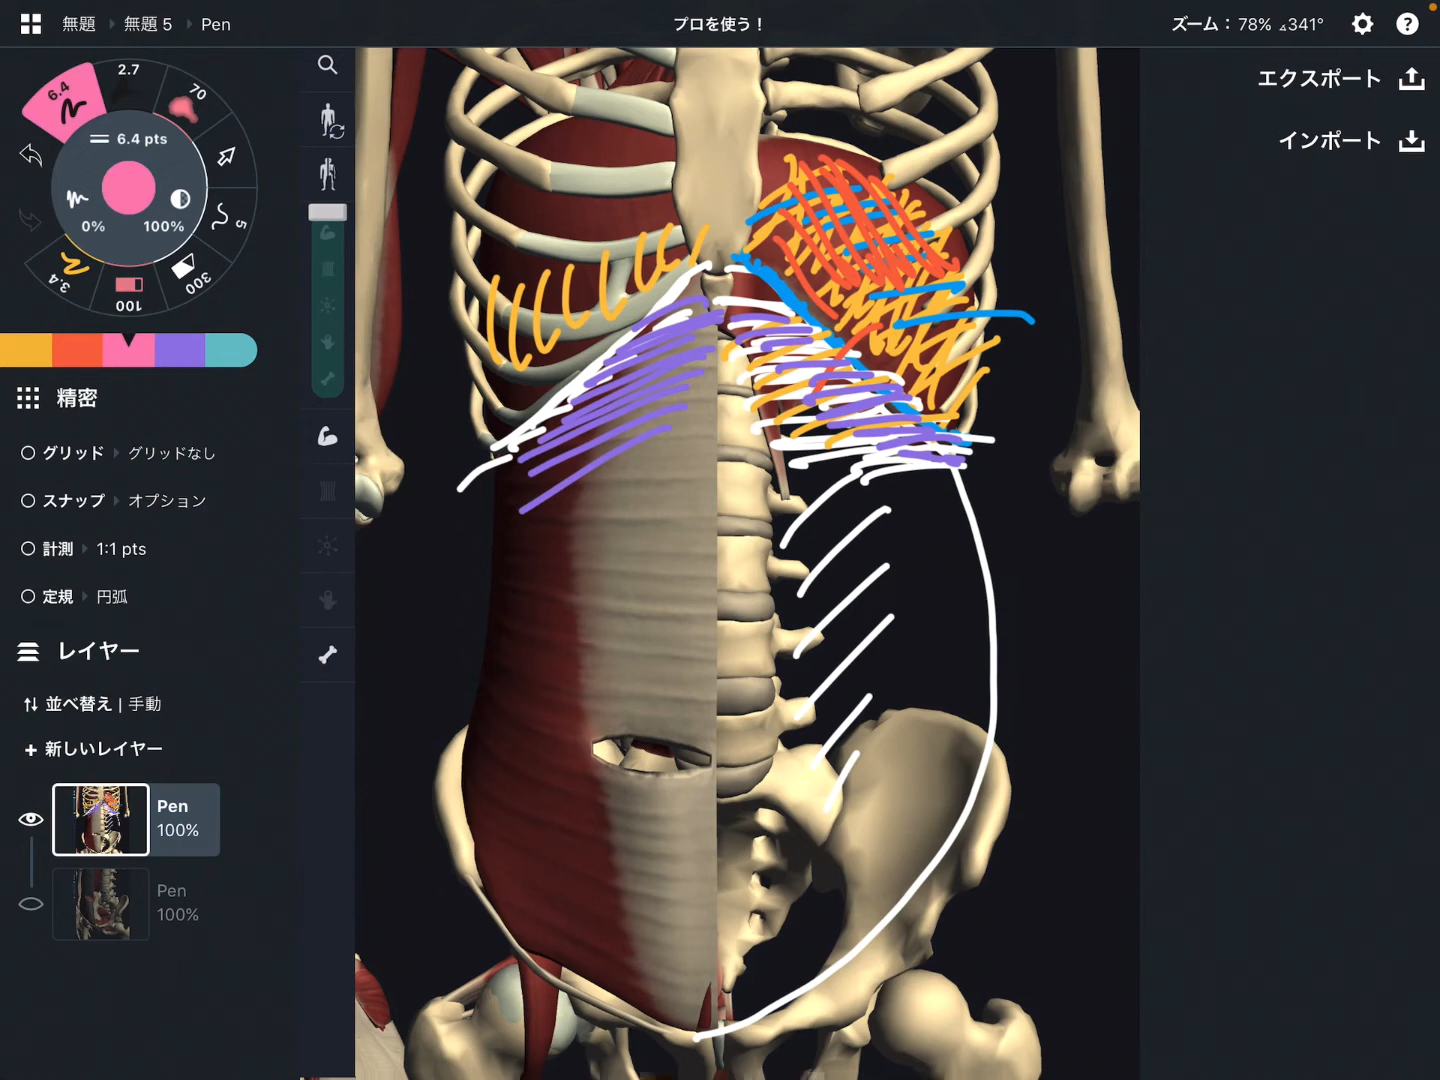 無題 無題 5 Pen
プロを使う!
ズーム: 78% ⊿341°
エクスポート
インポート
2.7
6.4
70
6.4 pts
0% 100%
5
3.4
100
300
精密
グリッド グリッドなし
スナップ オプション
計測 1:1 pts
定規 円弧
レイヤー
並べ替え | 手動
+ 新しいレイヤー
Pen
100%
Pen
100%